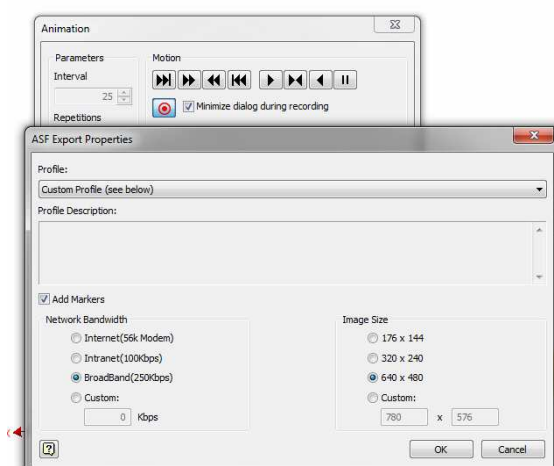 Animation
Parameters
Motion
Interval
25
Minimize dialog during recording
Repetitions
ASF Export Properties
Profile:
Custom Profile (see below)
Profile Description:
Add Markers
Network Bandwidth
Image Size
Internet(56k Modem)
176 x 144
Intranet(100Kbps)
320 x 240
BroadBand(250Kbps)
640 x 480
Custom:
Custom:
0 Kbps
780 x 576
?
OK Cancel